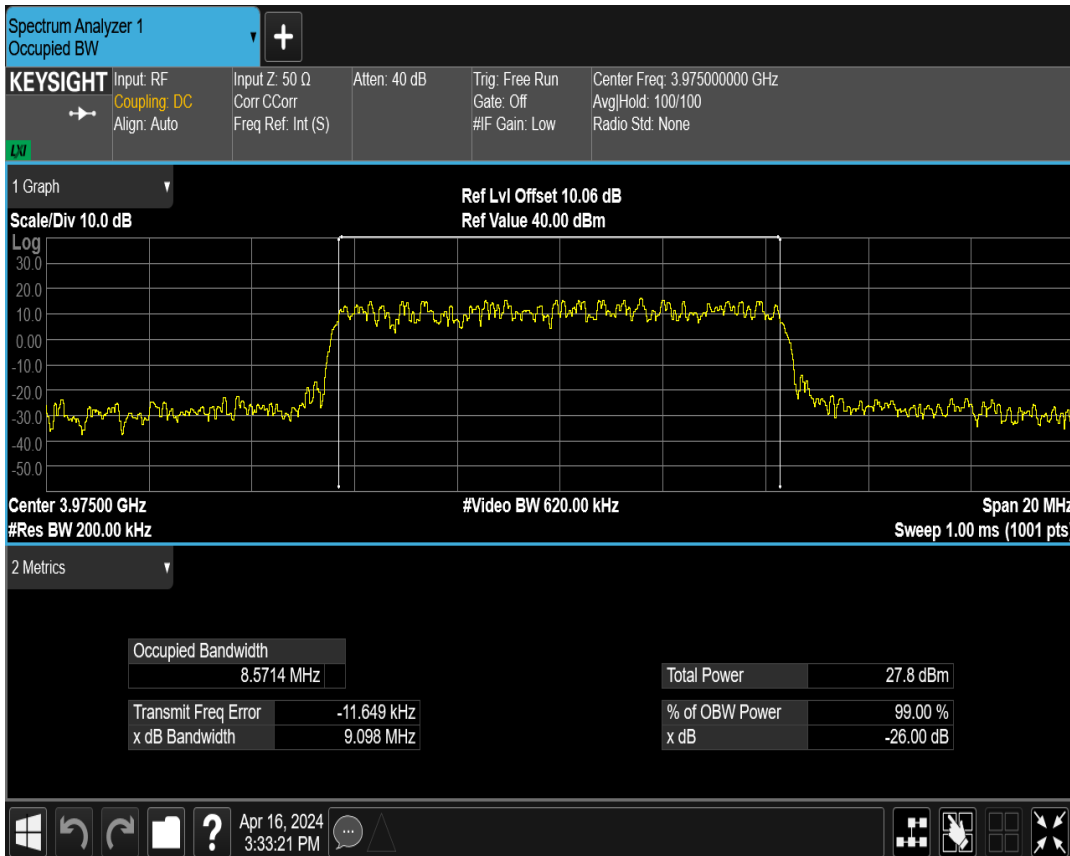 Spectrum Analyzer 1
Occupied BW
+
KEYSIGHT
LXI
Input: RF
Coupling: DC
Align: Auto
Input Z: 50 Ω
Corr CCorr
Freq Ref: Int (S)
Atten: 40 dB
Trig: Free Run
Gate: Off
#IF Gain: Low
Center Freq: 3.975000000 GHz
Avg|Hold: 100/100
Radio Std: None
1 Graph
Scale/Div 10.0 dB
Ref Lvl Offset 10.06 dB
Ref Value 40.00 dBm
Log
30.0
20.0
10.0
0.00
-10.0
-20.0
-30.0
-40.0
-50.0
Center 3.97500 GHz
#Res BW 200.00 kHz
#Video BW 620.00 kHz
Span 20 MHz
Sweep 1.00 ms (1001 pts)
2 Metrics
Occupied Bandwidth
8.5714 MHz
Transmit Freq Error -11.649 kHz
x dB Bandwidth 9.098 MHz
Total Power 27.8 dBm
% of OBW Power 99.00 %
x dB -26.00 dB
?
Apr 16, 2024
3:33:21 PM